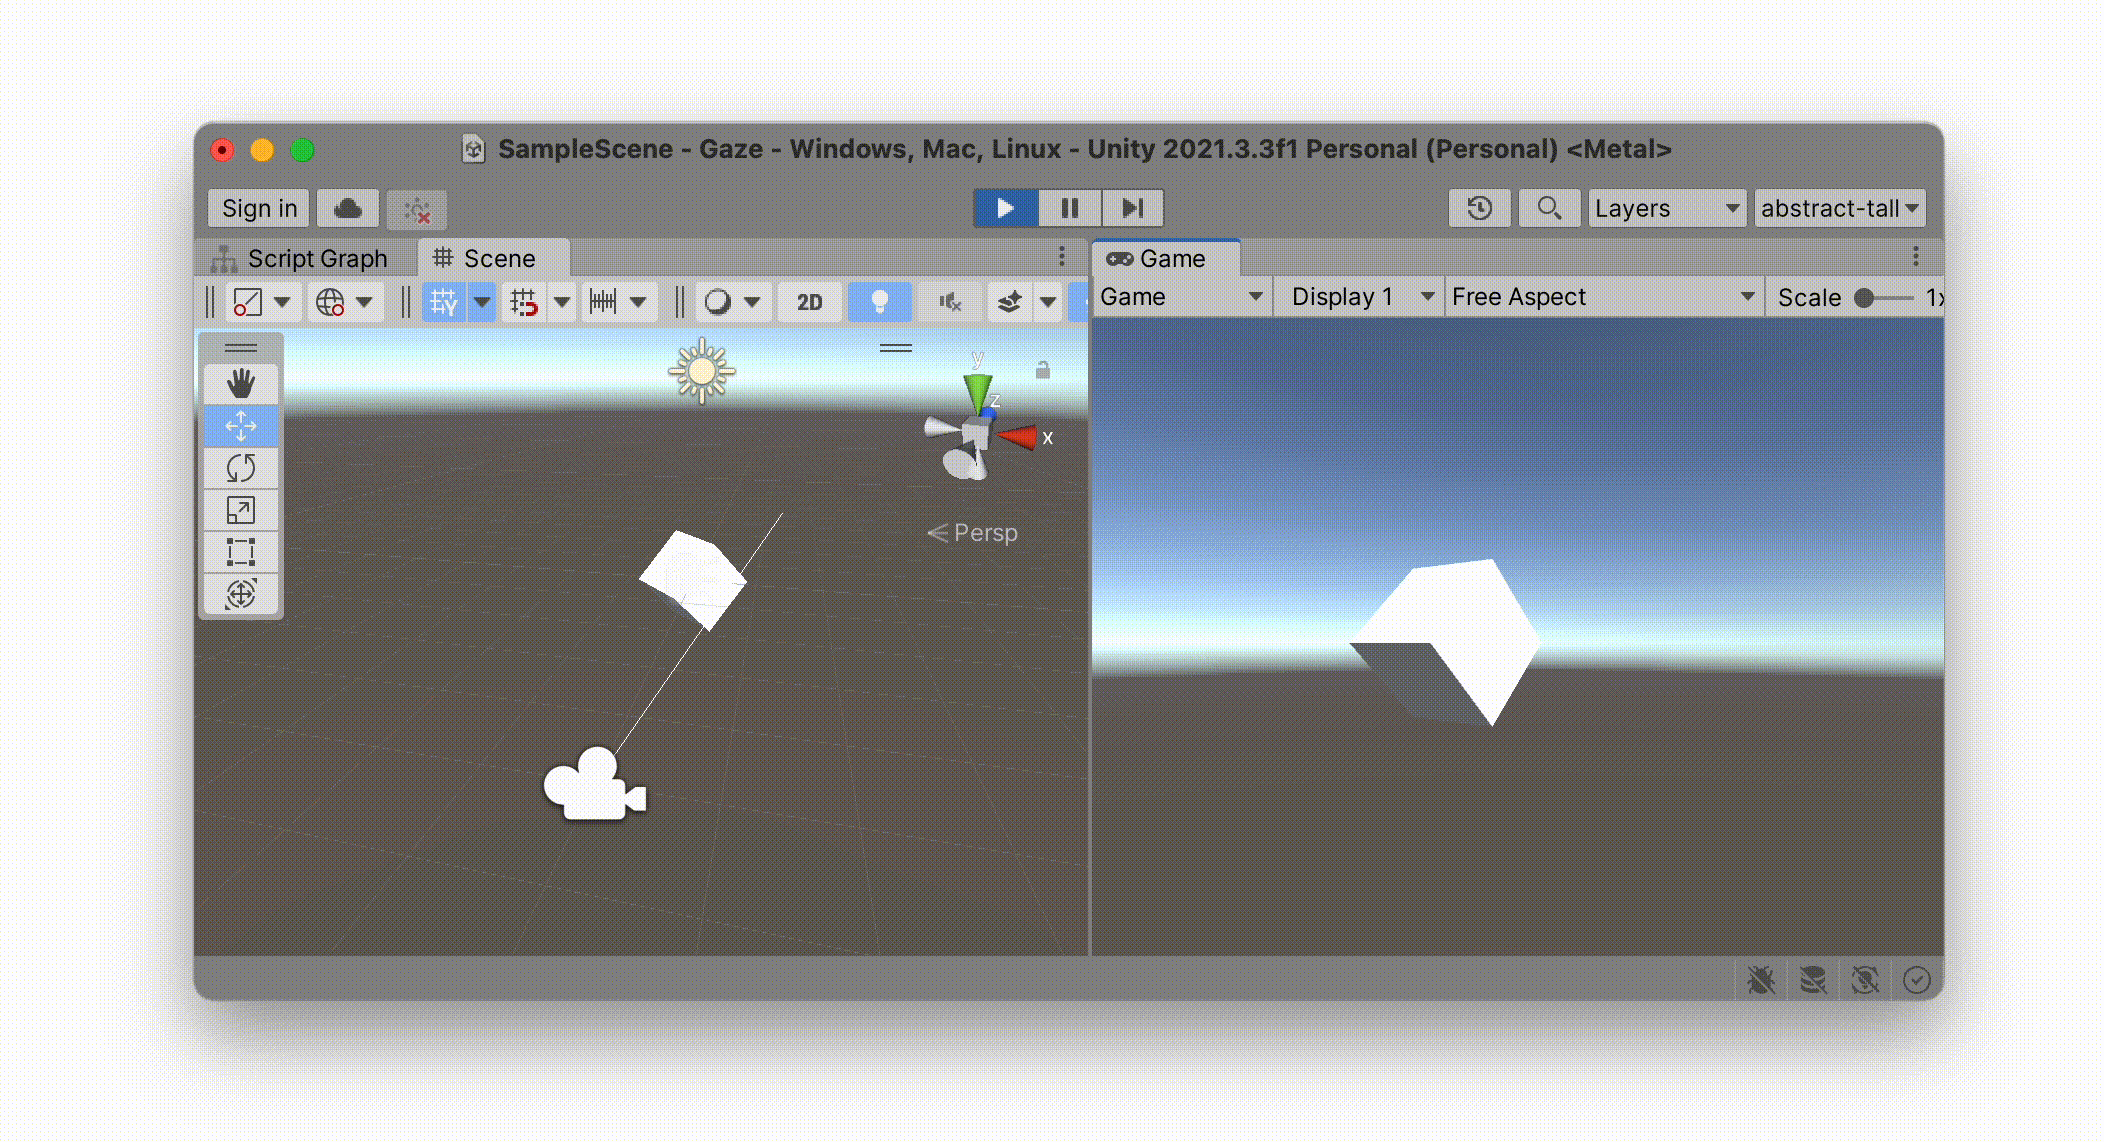 SampleScene - Gaze - Windows, Mac, Linux - Unity 2021.3.3f1 Personal (Personal) <Metal>
Sign in
Layers
abstract-tall
Script Graph
Scene
Game
2D
Game
Display 1
Free Aspect
Scale
1x
y
z
x
Persp